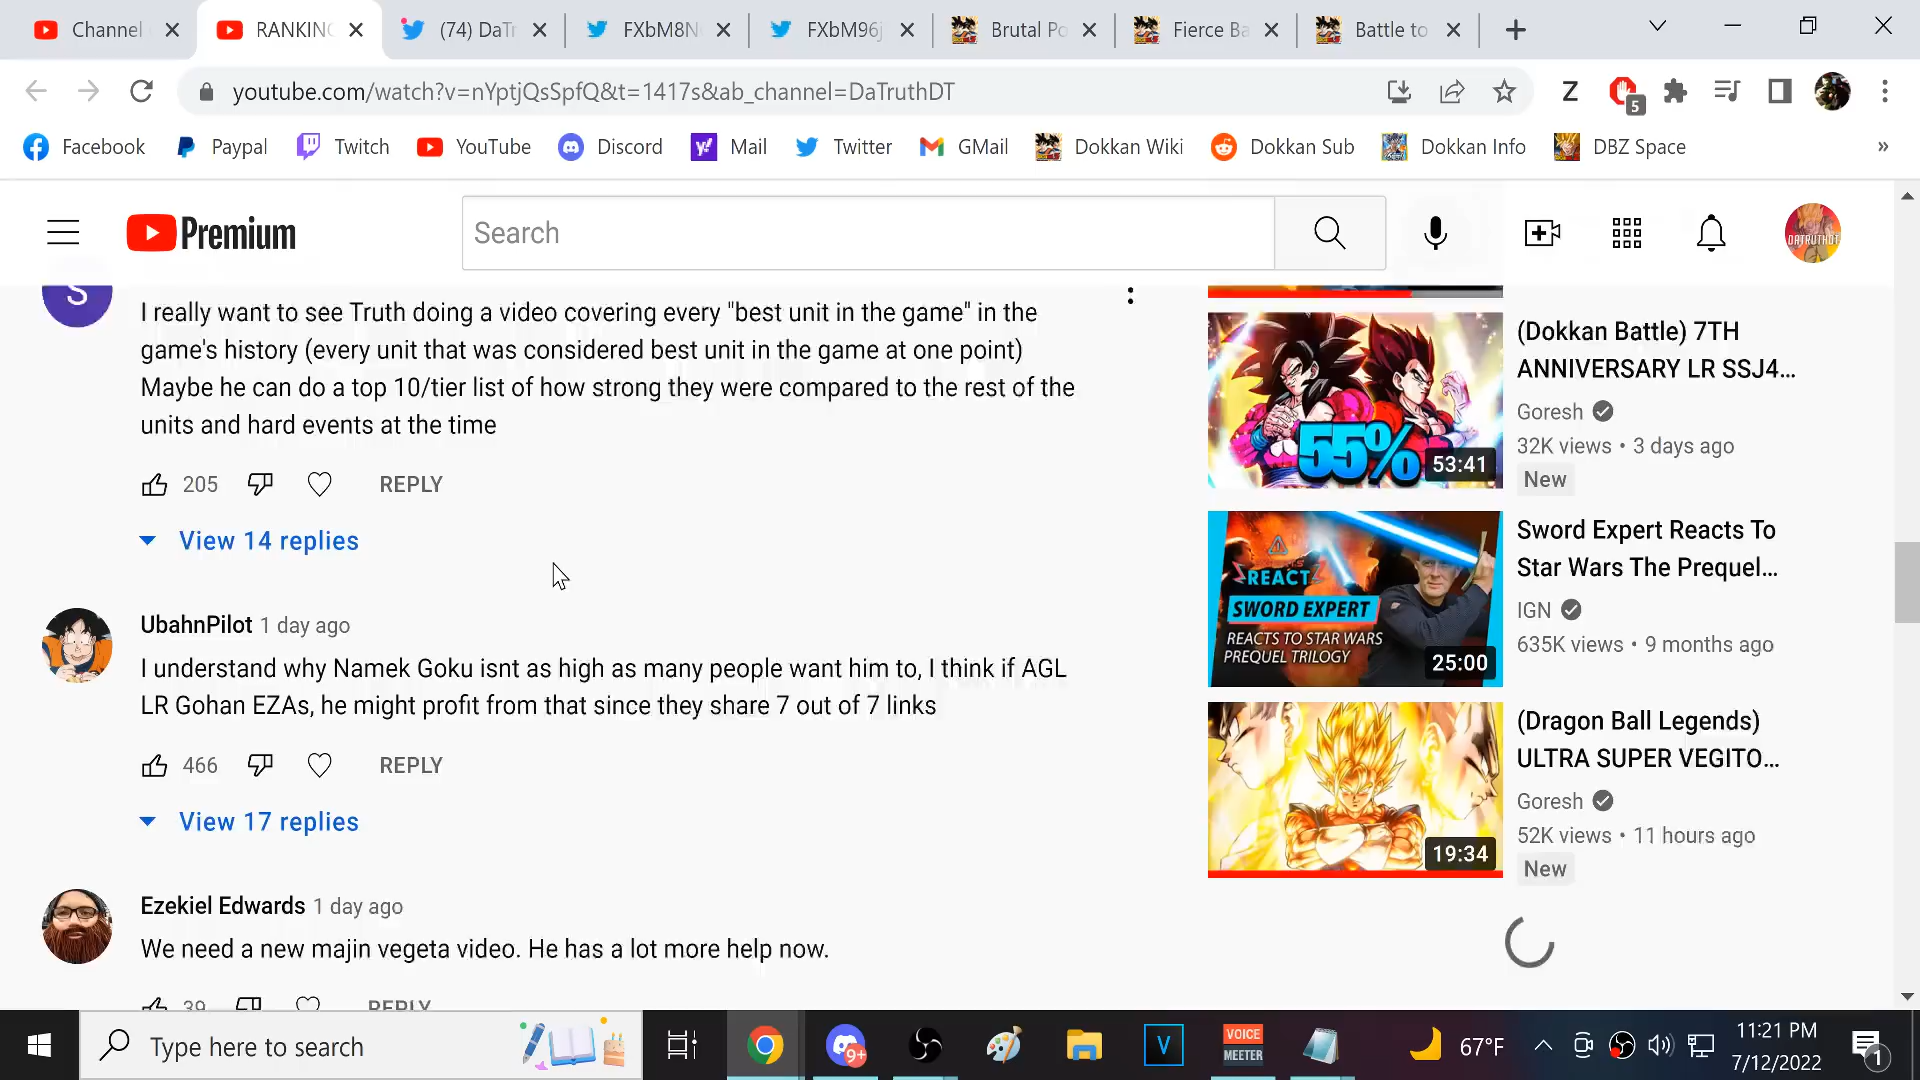 Channel
RANKING
(74) DaTr
FXbM8N
FXbM96j
Brutal Po
Fierce Ba
Battle to
youtube.com/watch?v=nYptjQsSpfQ&t=1417s&ab_channel=DaTruthDT
Z
5
Facebook
Paypal
Twitch
YouTube
Discord
Mail
Twitter
GMail
Dokkan Wiki
Dokkan Sub
Dokkan Info
DBZ Space
»
Premium
Search
DATRUTHDT
S
I really want to see Truth doing a video covering every "best unit in the game" in the
game's history (every unit that was considered best unit in the game at one point)
Maybe he can do a top 10/tier list of how strong they were compared to the rest of the
units and hard events at the time
205
REPLY
View 14 replies
UbahnPilot 1 day ago
I understand why Namek Goku isnt as high as many people want him to, I think if AGL
LR Gohan EZAs, he might profit from that since they share 7 out of 7 links
466
REPLY
View 17 replies
Ezekiel Edwards 1 day ago
We need a new majin vegeta video. He has a lot more help now.
39
REPLY
55%
53:41
(Dokkan Battle) 7TH
ANNIVERSARY LR SSJ4...
Goresh
32K views • 3 days ago
New
REACT
SWORD EXPERT
REACTS TO STAR WARS
PREQUEL TRILOGY
25:00
Sword Expert Reacts To
Star Wars The Prequel...
IGN
635K views • 9 months ago
19:34
(Dragon Ball Legends)
ULTRA SUPER VEGITO...
Goresh
52K views • 11 hours ago
New
Type here to search
9+
V
VOICE
MEETER
67°F
11:21 PM
7/12/2022
1